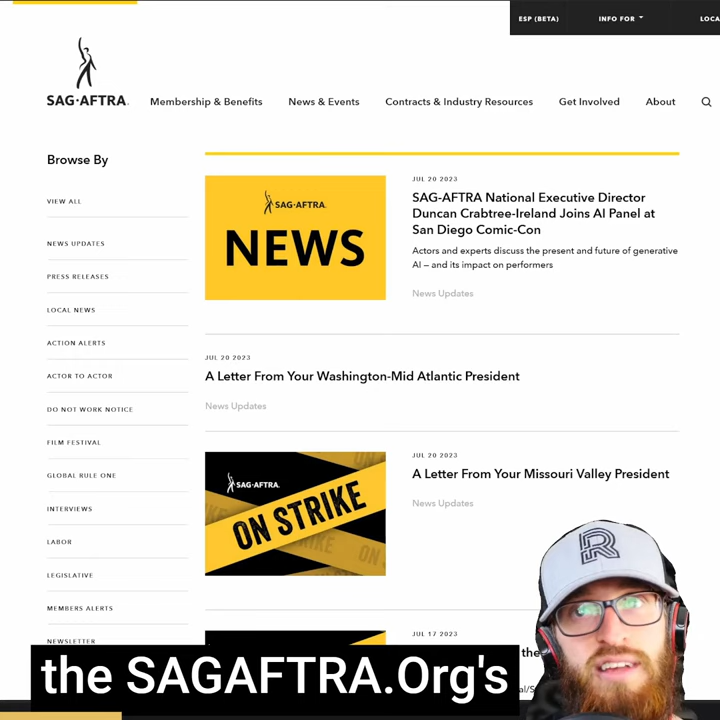 ESP (BETA)
INFO FOR
LOCA
SAG·AFTRA.
Membership & Benefits
News & Events
Contracts & Industry Resources
Get Involved
About
Browse By
VIEW ALL
NEWS UPDATES
PRESS RELEASES
LOCAL NEWS
ACTION ALERTS
ACTOR TO ACTOR
DO NOT WORK NOTICE
FILM FESTIVAL
GLOBAL RULE ONE
INTERVIEWS
LABOR
LEGISLATIVE
MEMBERS ALERTS
NEWSLETTER
SAG·AFTRA.
NEWS
JUL 20 2023
SAG-AFTRA National Executive Director
Duncan Crabtree-Ireland Joins AI Panel at
San Diego Comic-Con
Actors and experts discuss the present and future of generative
AI – and its impact on performers
News Updates
JUL 20 2023
A Letter From Your Washington-Mid Atlantic President
News Updates
SAG·AFTRA.
ON STRIKE
JUL 20 2023
A Letter From Your Missouri Valley President
News Updates
JUL 17 2023
the
R
the SAGAFTRA.Org's